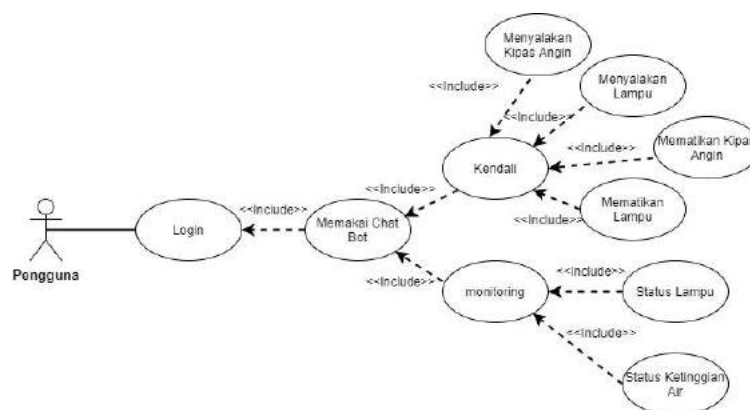 Menyalakan
Kipas Angin
<<Include>>
Menyalakan
Lampu
<<Include>>
Mematikan Kipas
Angin
<<Include>>
Kendali
<<Include>>
Mematikan
Lampu
<<Include>>
Login
<<Include>>
Memakai Chat
Bot
Pengguna
<<Include>>
monitoring
<<Include>>
Status Lampu
<<Include>>
Status Ketinggian
Air